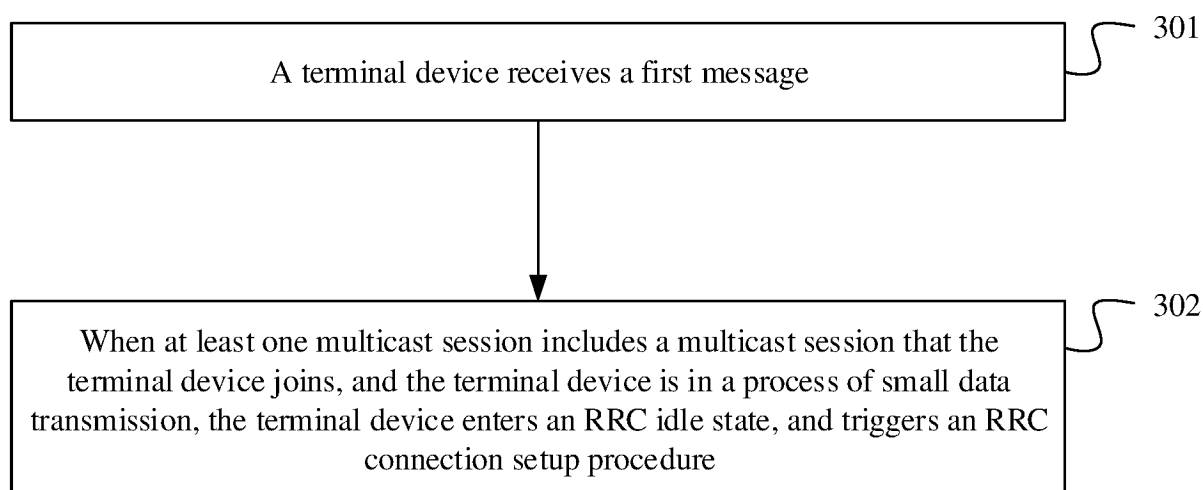 301
A terminal device receives a first message
302
When at least one multicast session includes a multicast session that the
terminal device joins, and the terminal device is in a process of small data
transmission, the terminal device enters an RRC idle state, and triggers an RRC
connection setup procedure